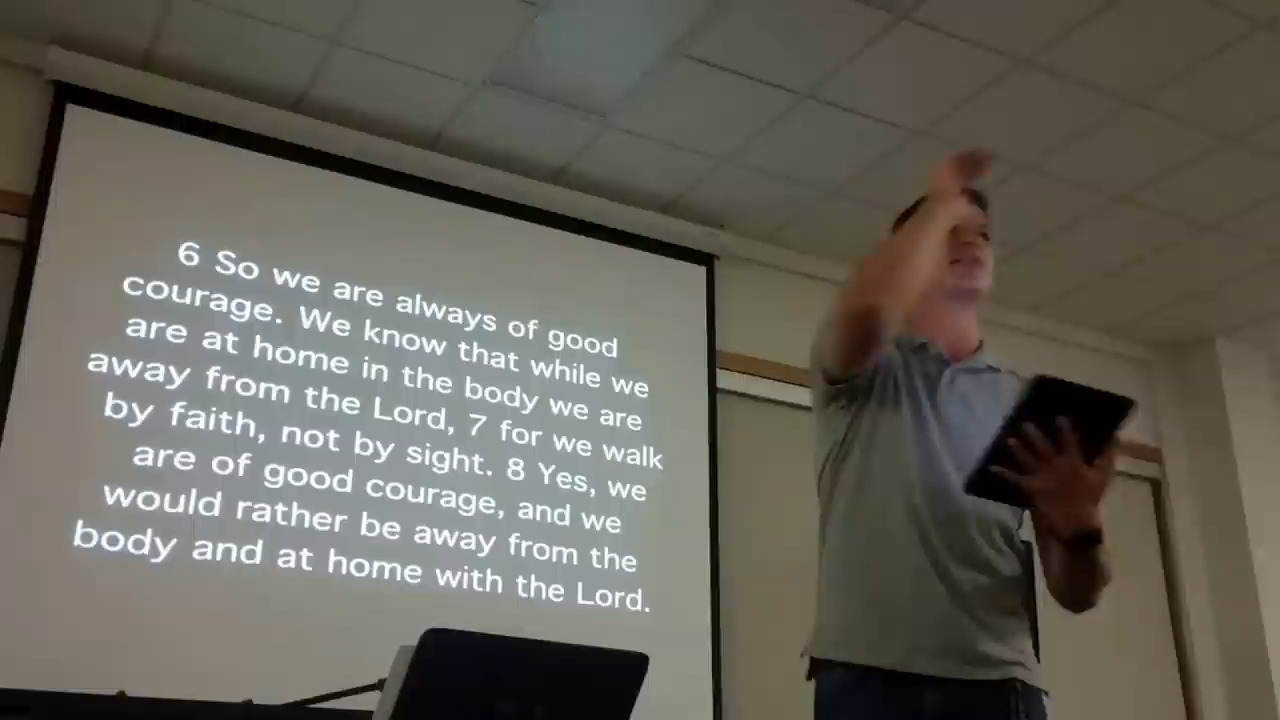 6 So we are always of good
courage. We know that while we
are at home in the body we are
away from the Lord, 7 for we walk
by faith, not by sight. 8 Yes, we
are of good courage, and we
would rather be away from the
body and at home with the Lord.